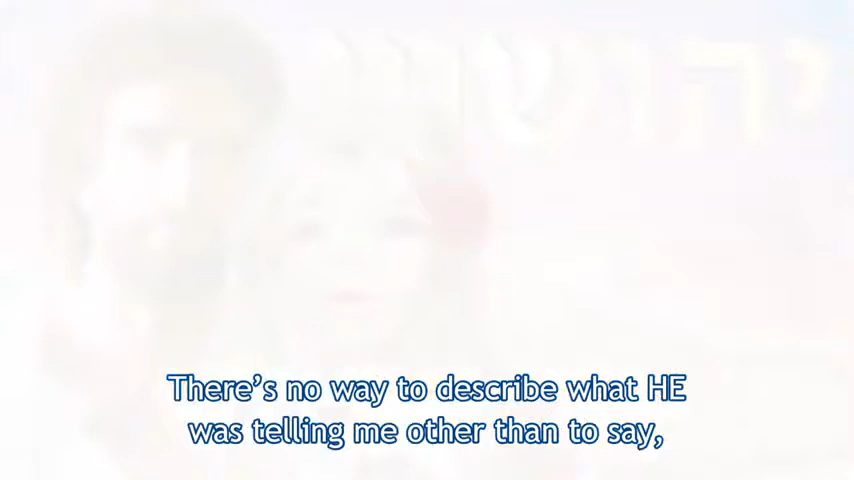 There's no way to describe what HE
was telling me other than to say,